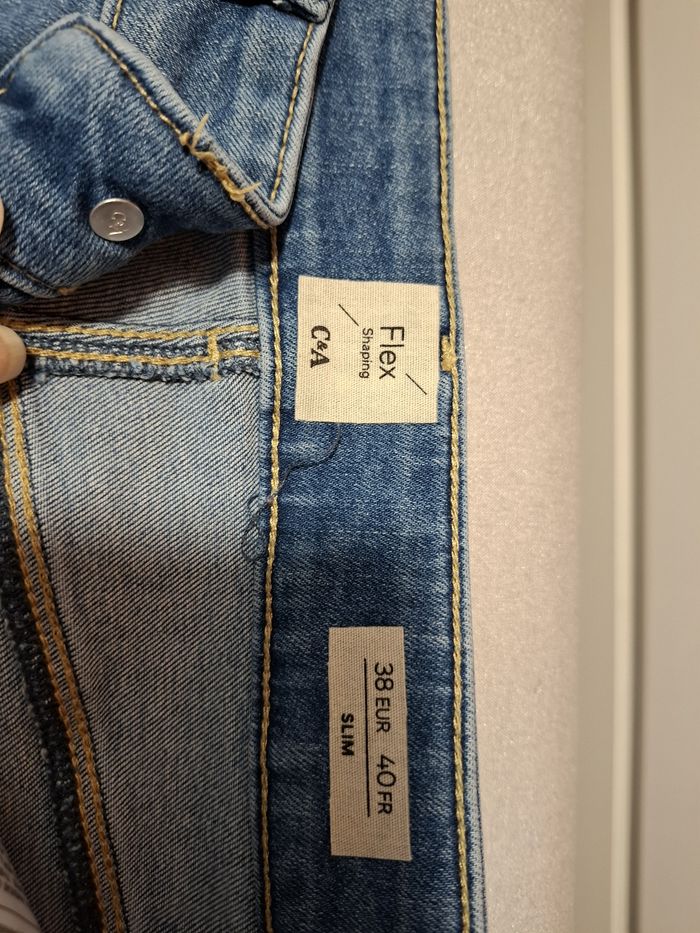 Flex
Shaping
C&A
38 EUR 40 FR
SLIM